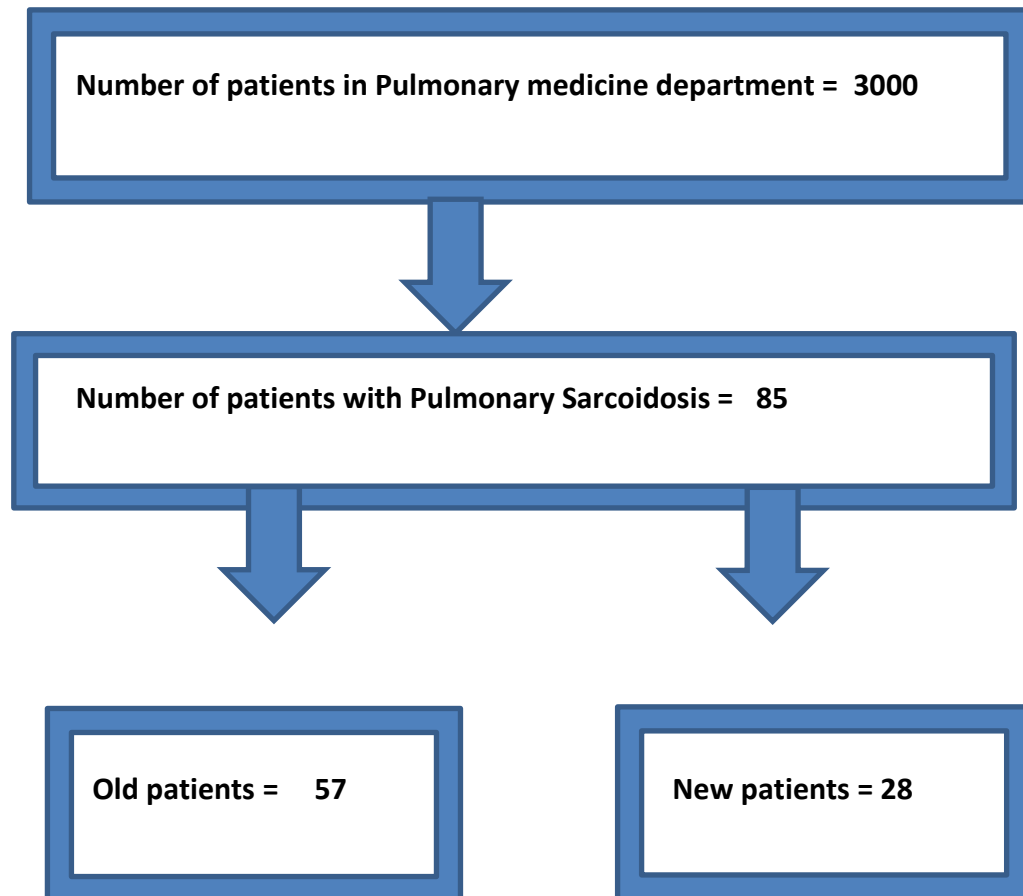 Number of patients in Pulmonary medicine department = 3000
Number of patients with Pulmonary Sarcoidosis = 85
Old patients = 57
New patients = 28